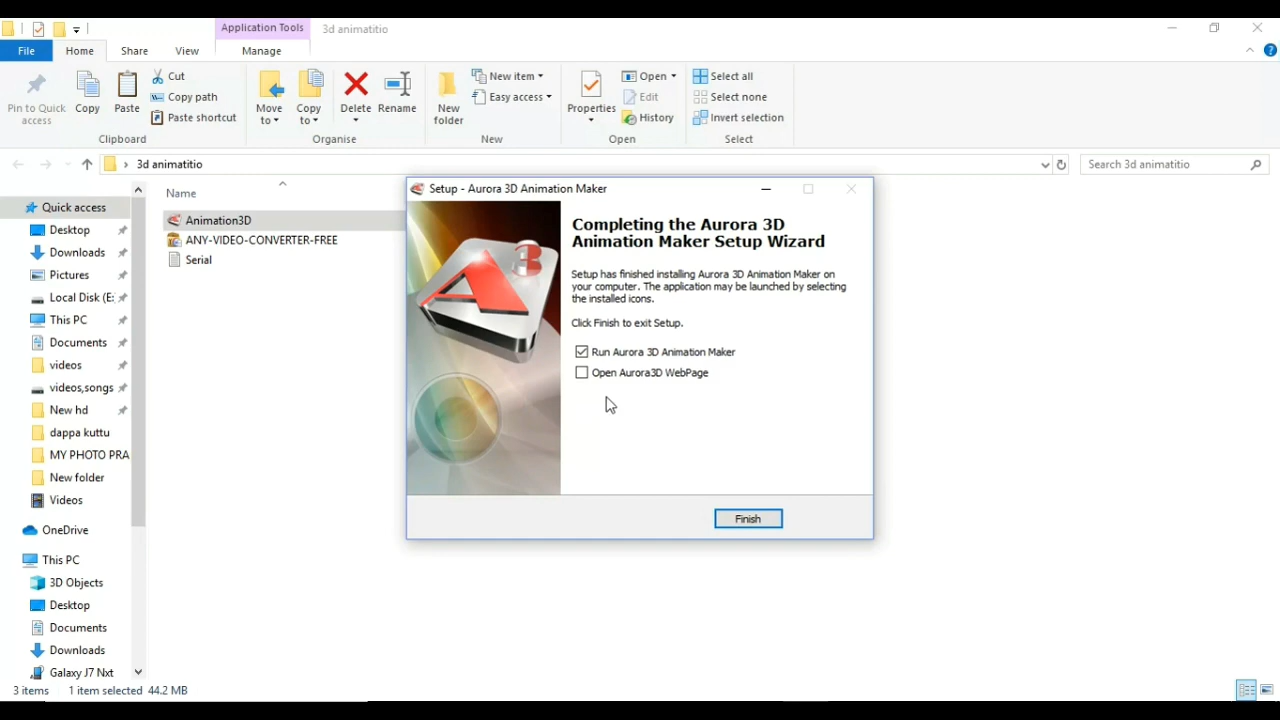 Application Tools
3d animatitio
File
Home
Share
View
Manage
Pin to Quick
access
Copy
Paste
Cut
Copy path
Paste shortcut
Clipboard
Move
to
Copy
to
Delete
Rename
Organise
New
folder
New item
Easy access
New
Properties
Open
Edit
History
Open
Select all
Select none
Invert selection
Select
3d animatitio
Search 3d animatitio
Quick access
Desktop
Downloads
Pictures
Local Disk (E:
This PC
Documents
videos
videos,songs
New hd
dappa kuttu
MY PHOTO PRA
New folder
Videos
OneDrive
This PC
3D Objects
Desktop
Documents
Downloads
Galaxy J7 Nxt
Name
Animation3D
ANY-VIDEO-CONVERTER-FREE
Serial
Setup - Aurora 3D Animation Maker
A 3
Completing the Aurora 3D
Animation Maker Setup Wizard
Setup has finished installing Aurora 3D Animation Maker on
your computer. The application may be launched by selecting
the installed icons.
Click Finish to exit Setup.
Run Aurora 3D Animation Maker
Open Aurora3D WebPage
Finish
3 items
1 item selected 44.2 MB